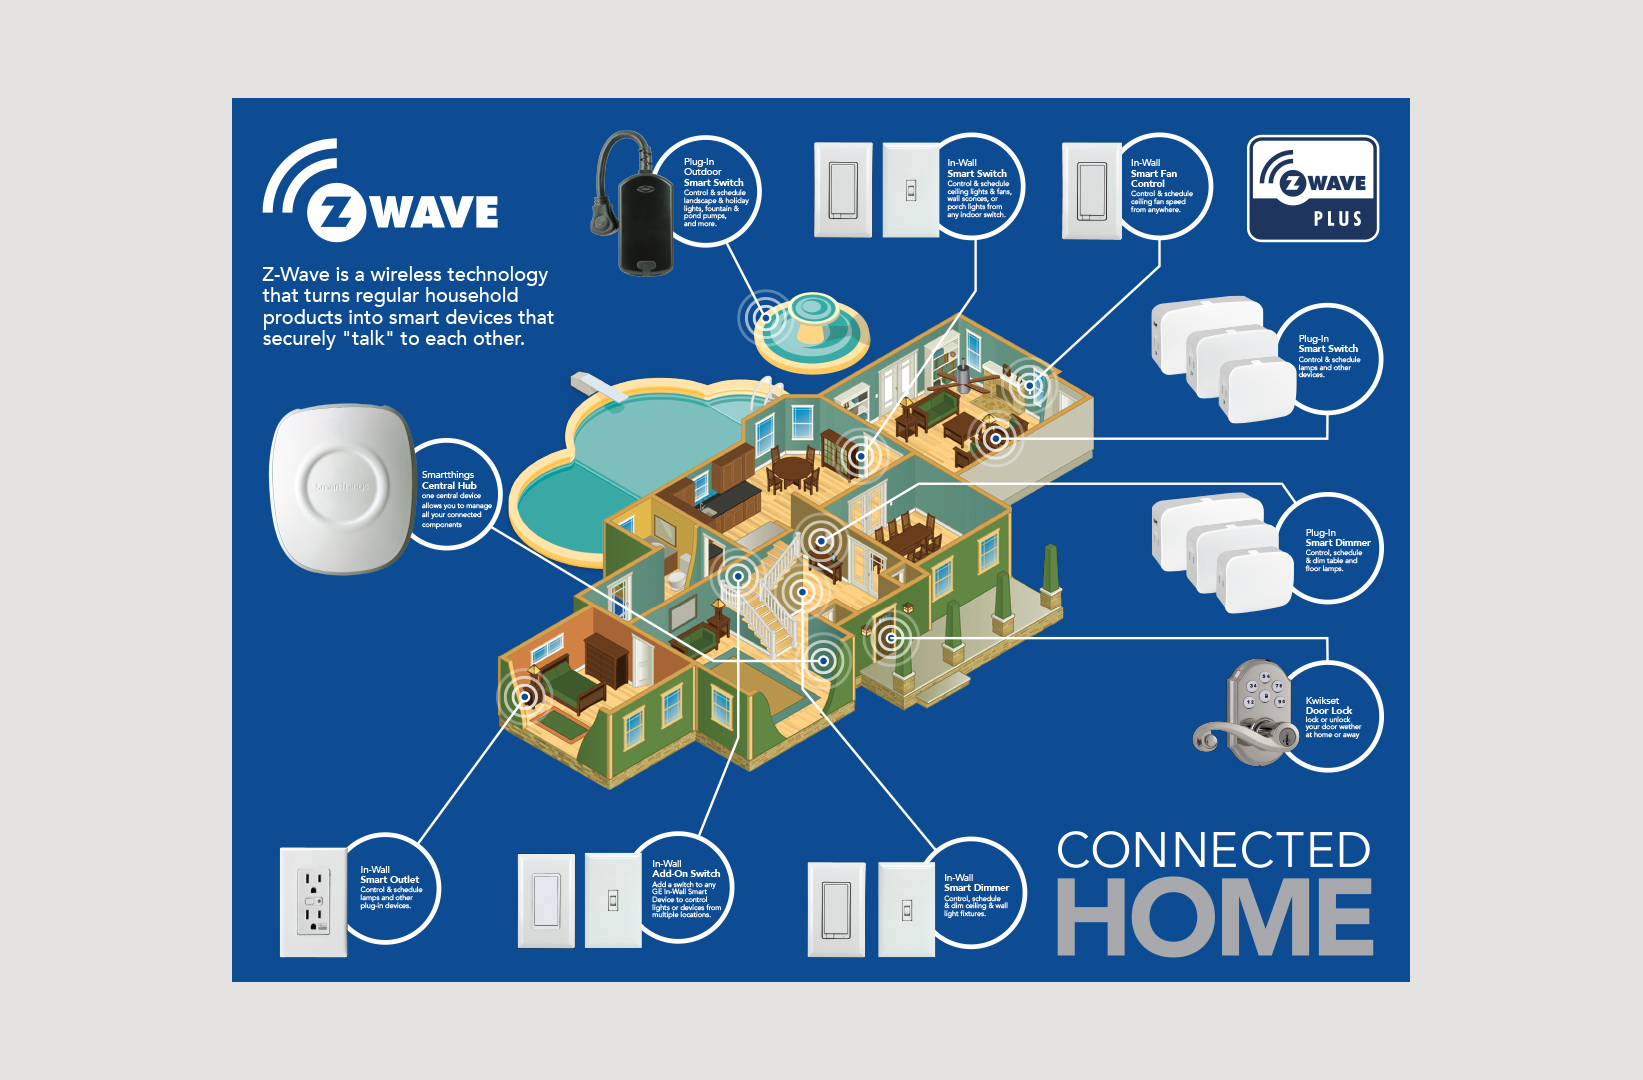 Z WAVE
Z-Wave is a wireless technology
that turns regular household
products into smart devices that
securely "talk" to each other.
Plug-In
Outdoor
Smart Switch
Control & schedule
landscape & holiday
lights, fountain &
pond pumps,
and more.
In-Wall
Smart Switch
Control & schedule
ceiling lights & fans,
wall sconces, or
porch lights from
any indoor switch.
In-Wall
Smart Fan
Control
Control & schedule
ceiling fan speed
from anywhere.
Z WAVE
PLUS
Plug-In
Smart Switch
Control & schedule
lamps and other
devices.
SmartThings
Smartthings
Central Hub
one central device
allows you to manage
all your connected
components
Plug-In
Smart Dimmer
Control, schedule
& dim table and
floor lamps.
Kwikset
Door Lock
lock or unlock
your door wether
at home or away
In-Wall
Smart Outlet
Control & schedule
lamps and other
plug-in devices.
In-Wall
Add-On Switch
Add a switch to any
GE In-Wall Smart
Device to control
lights or devices from
multiple locations.
In-Wall
Smart Dimmer
Control, schedule
& dim ceiling & wall
light fixtures.
CONNECTED
HOME